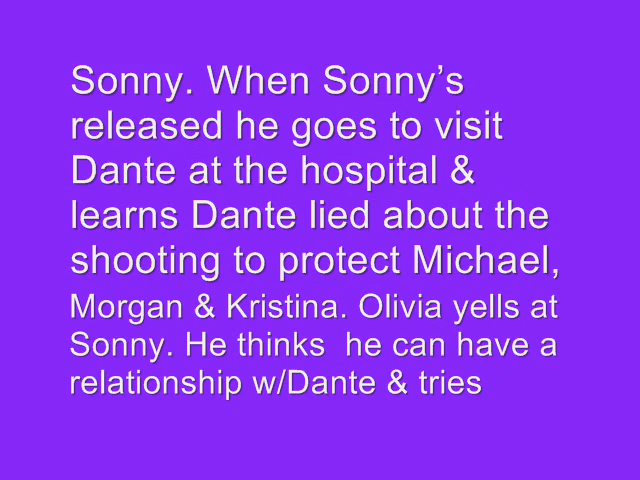 Sonny. When Sonny’s
released he goes to visit
Dante at the hospital &
learns Dante lied about the
shooting to protect Michael,
Morgan & Kristina. Olivia yells at
Sonny. He thinks  he can have a
relationship w/Dante & tries